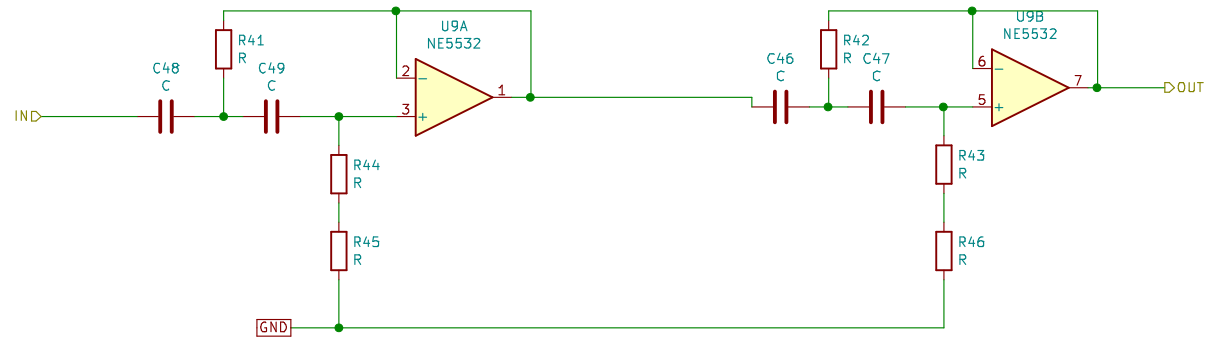 U9A
NE5532
U9B
NE5532
R41
R
R42
R
C48
C
C49
C
C46
C
C47
C
2
3
1
6
5
7
IN
OUT
R44
R
R43
R
R45
R
R46
R
GND